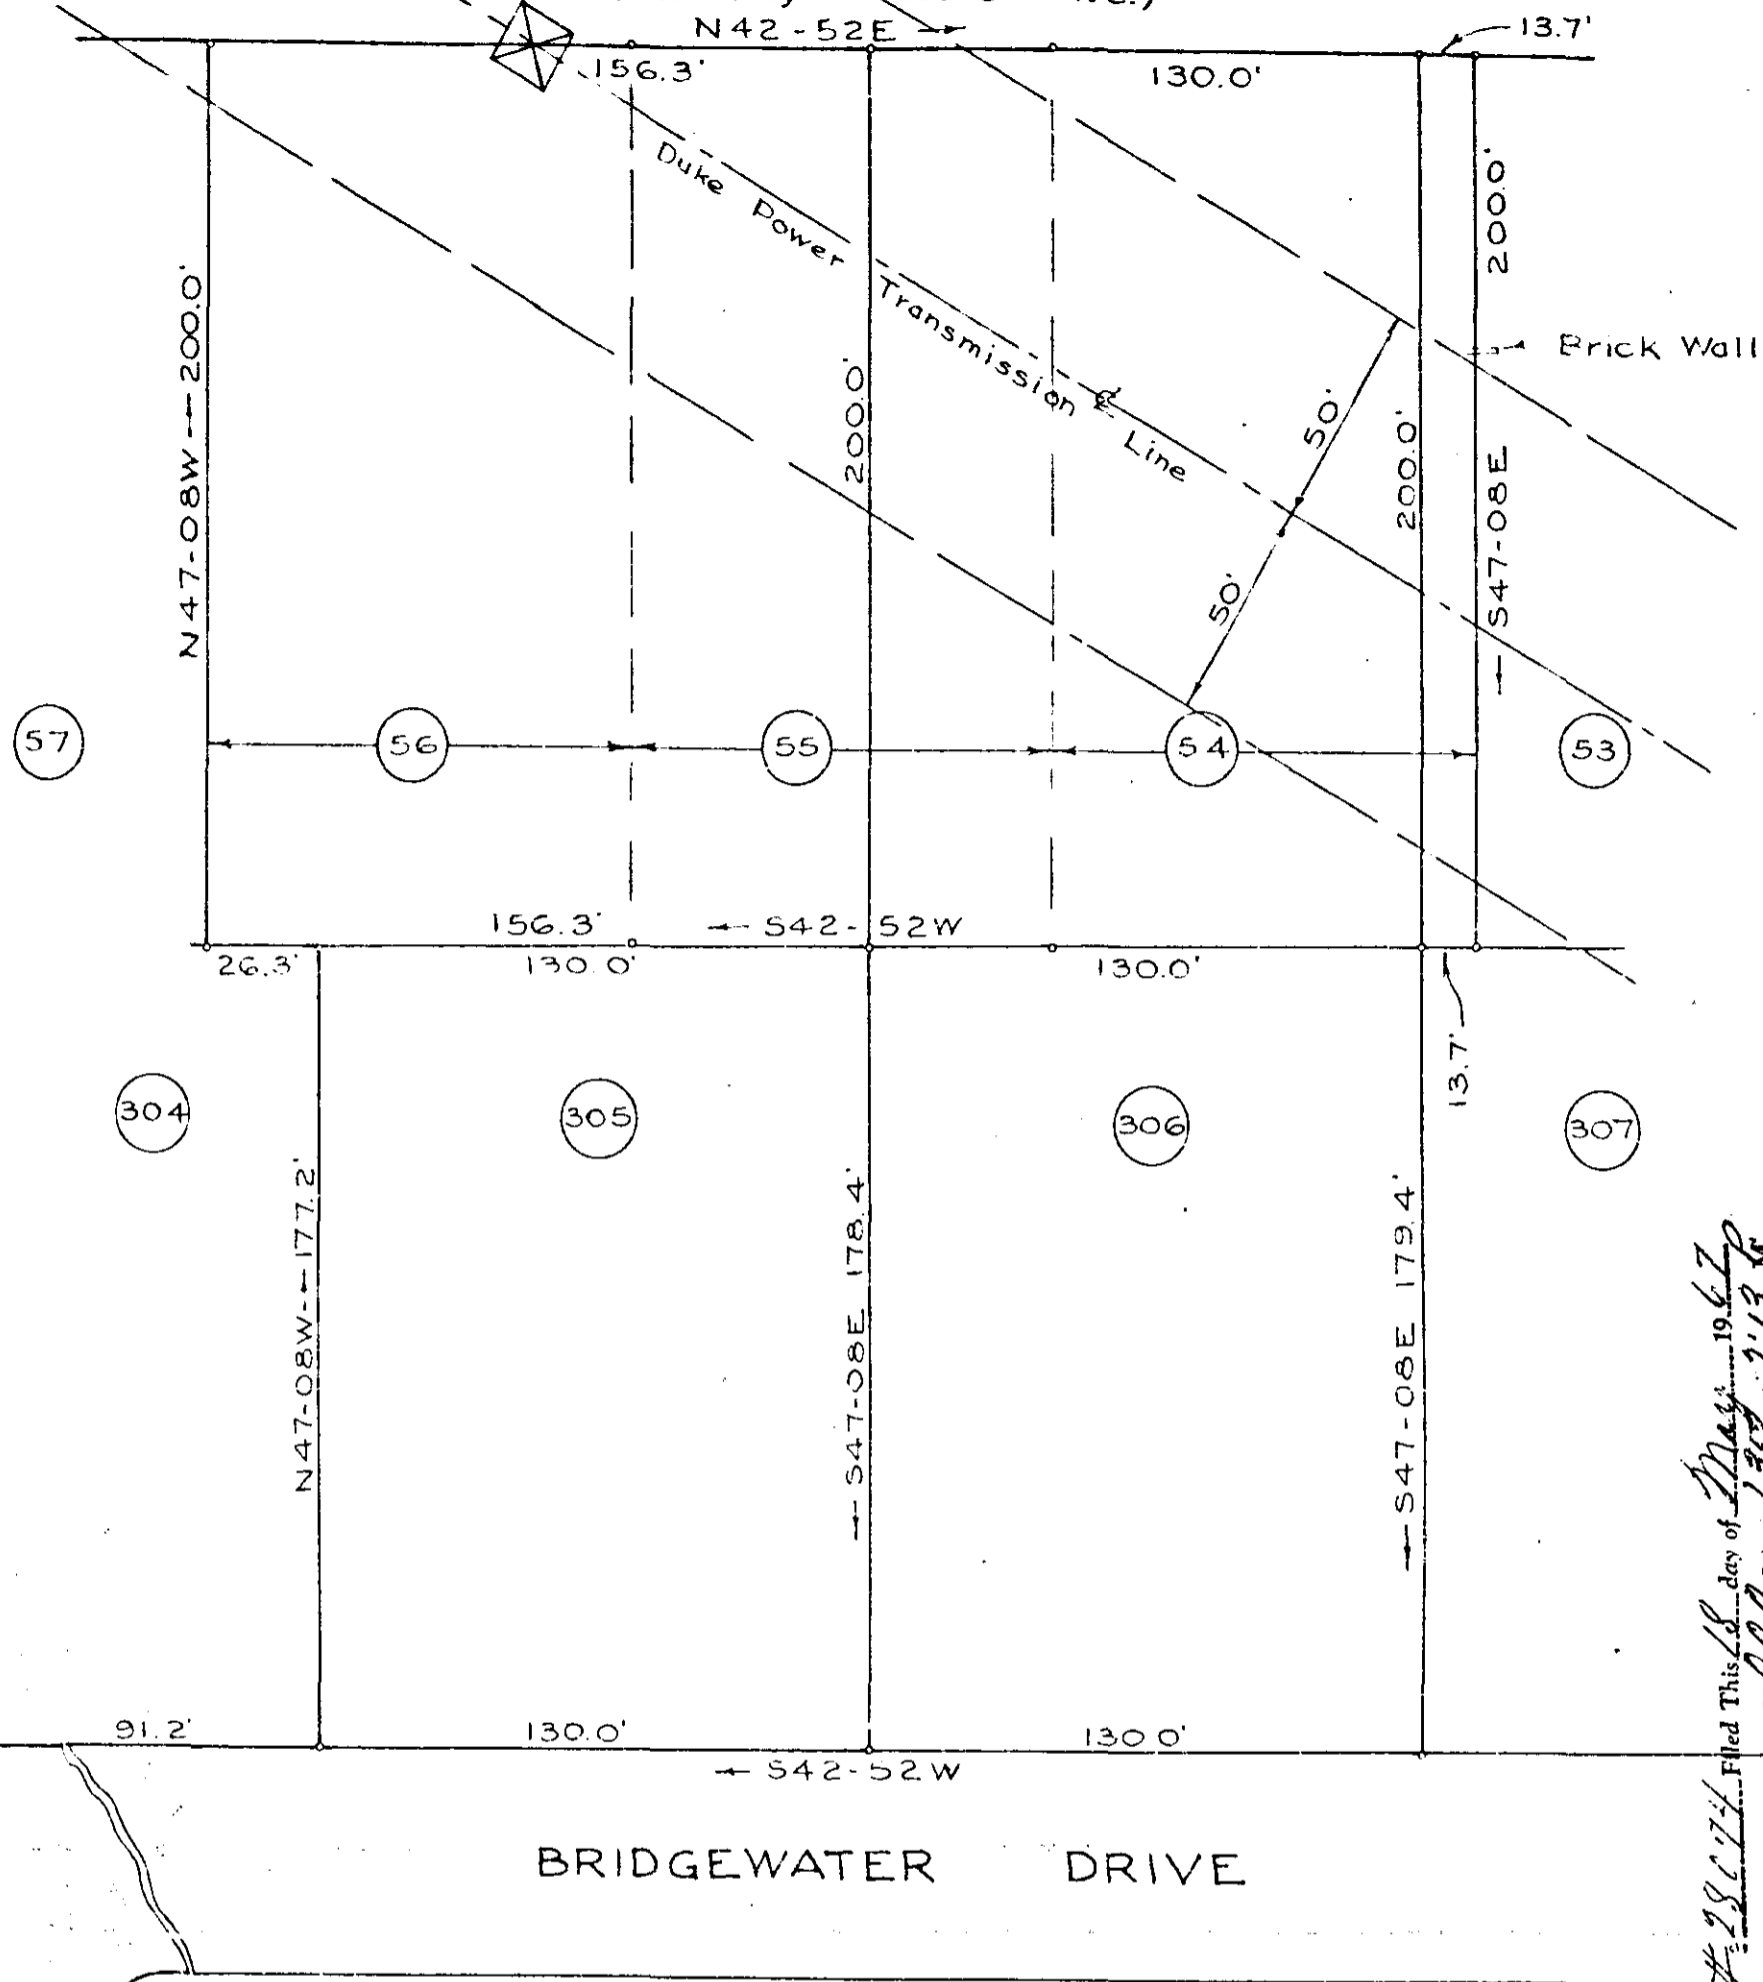 N42-52E
13.7'
156.3'
130.0'
Duke Power Transmission ℄ Line
N47-08W 200.0'
200.0'
50'
50'
200.0'
200.0'
S47-08E
Brick Wall
57
56
55
54
53
156.3'
S42-52W
26.3'
130.0'
130.0'
13.7'
304
305
306
307
N47-08W 177.2'
S47-08E 178.4'
S47-08E 179.4'
91.2'
130.0'
130.0'
S42-52W
BRIDGEWATER DRIVE
Filed This 18 day of May 1967